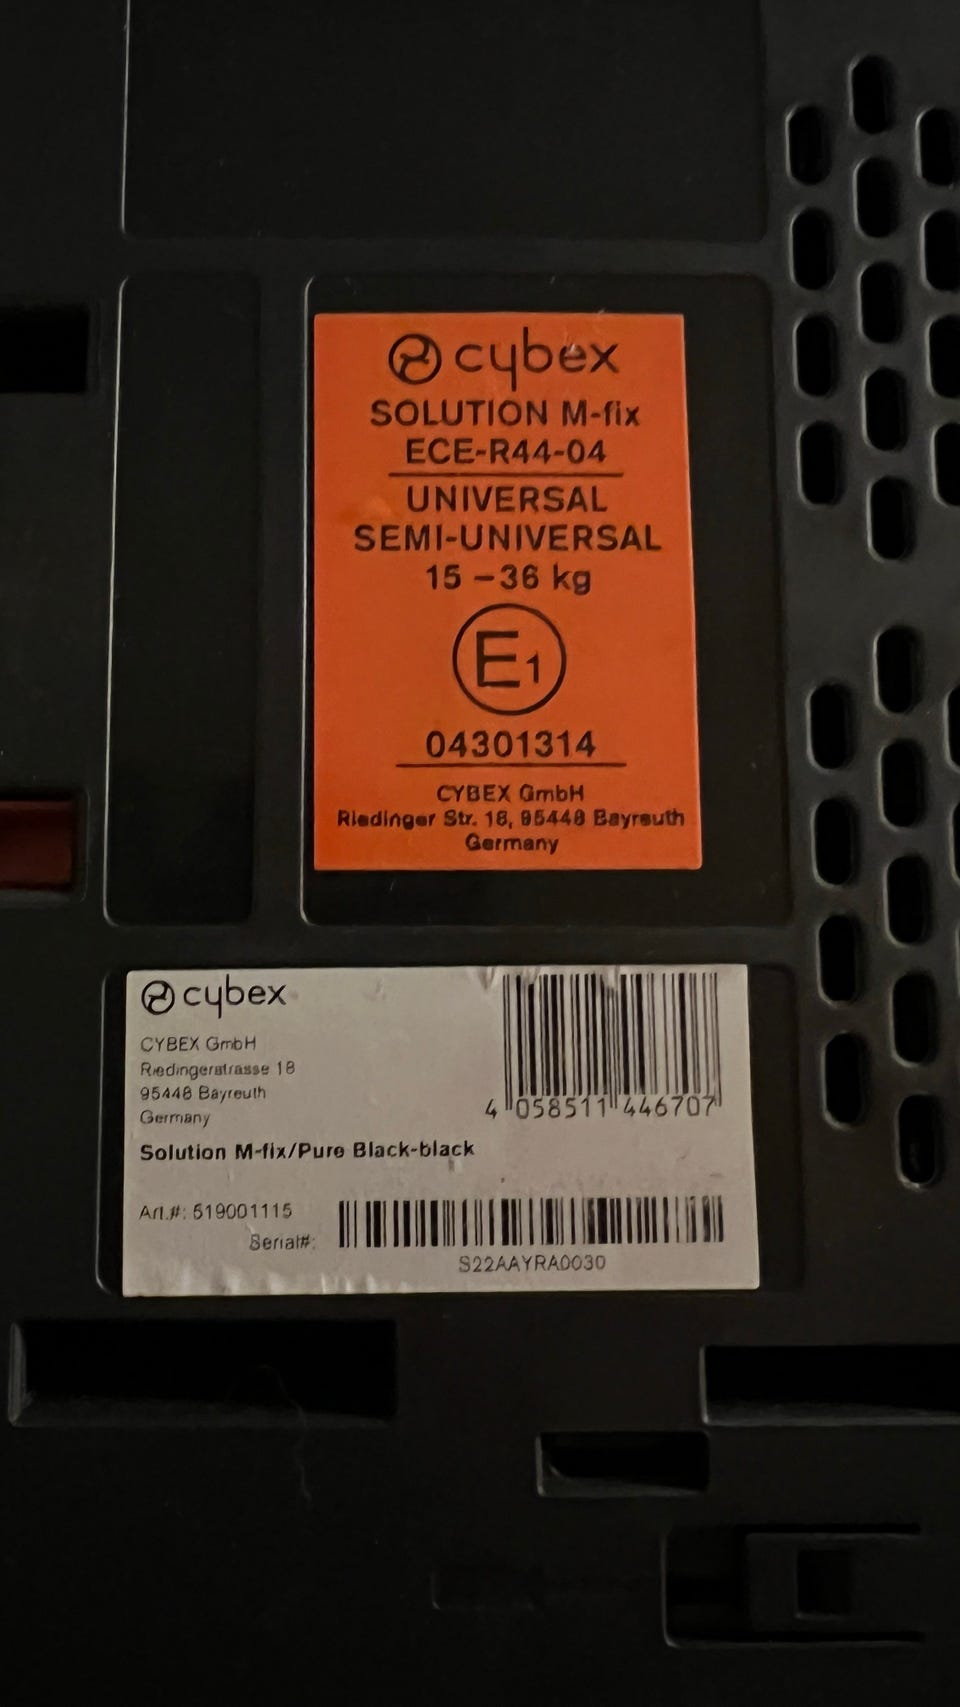 cybex
SOLUTION M-fix
ECE-R44-04
UNIVERSAL
SEMI-UNIVERSAL
15 – 36 kg
E1
04301314
CYBEX GmbH
Riedinger Str. 18, 95448 Bayreuth
Germany
cybex
CYBEX GmbH
Riedingerstrasse 18
95448 Bayreuth
Germany
4 058511 446707
Solution M-fix/Pure Black-black
Art.#: 519001115
Serial#:
S22AAYRA0030